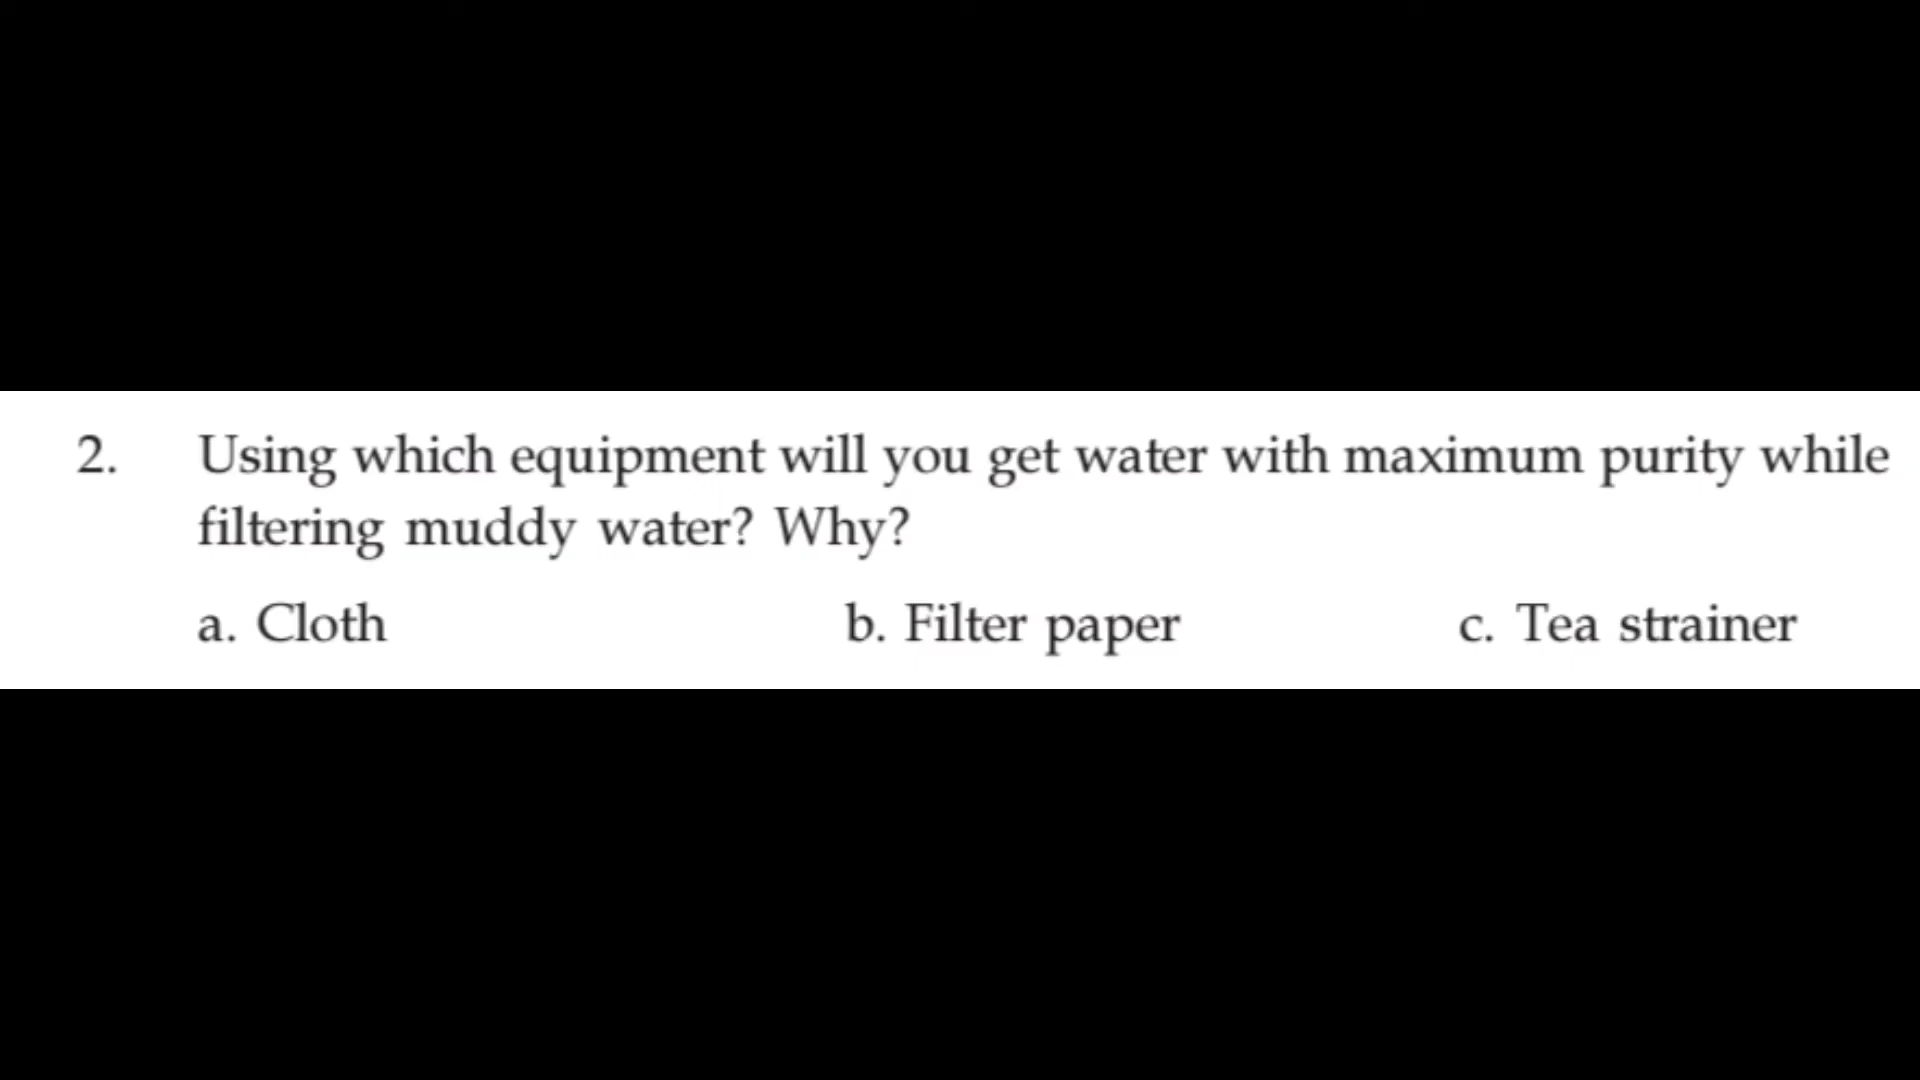 2. Using which equipment will you get water with maximum purity while
filtering muddy water? Why?
a. Cloth b. Filter paper c. Tea strainer